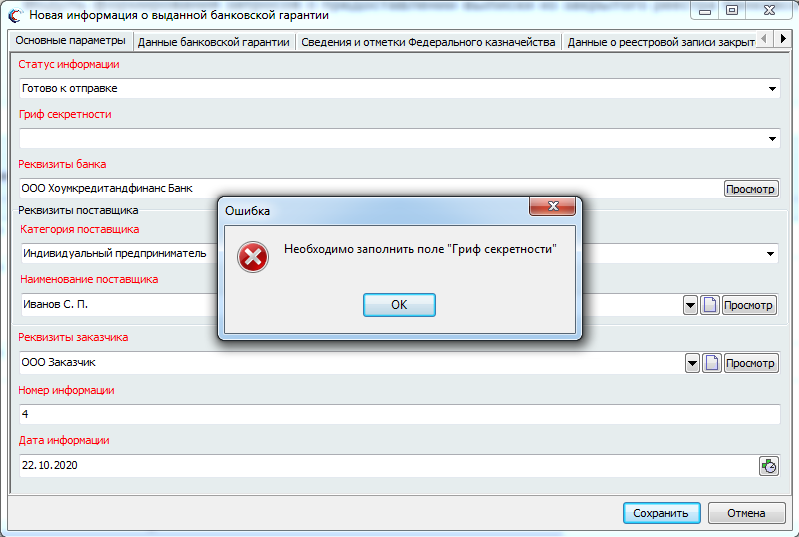 Новая информация о выданной банковской гарантии
Основные параметры
Данные банковской гарантии
Сведения и отметки Федерального казначейства
Данные о реестровой записи закрыт
Статус информации
Готово к отправке
Гриф секретности
Реквизиты банка
ООО Хоумкредитандфинанс Банк
Просмотр
Реквизиты поставщика
Категория поставщика
Индивидуальный предприниматель
Наименование поставщика
Иванов С. П.
Просмотр
Реквизиты заказчика
ООО Заказчик
Просмотр
Номер информации
4
Дата информации
22.10.2020
Ошибка
Необходимо заполнить поле "Гриф секретности"
ОК
Сохранить
Отмена